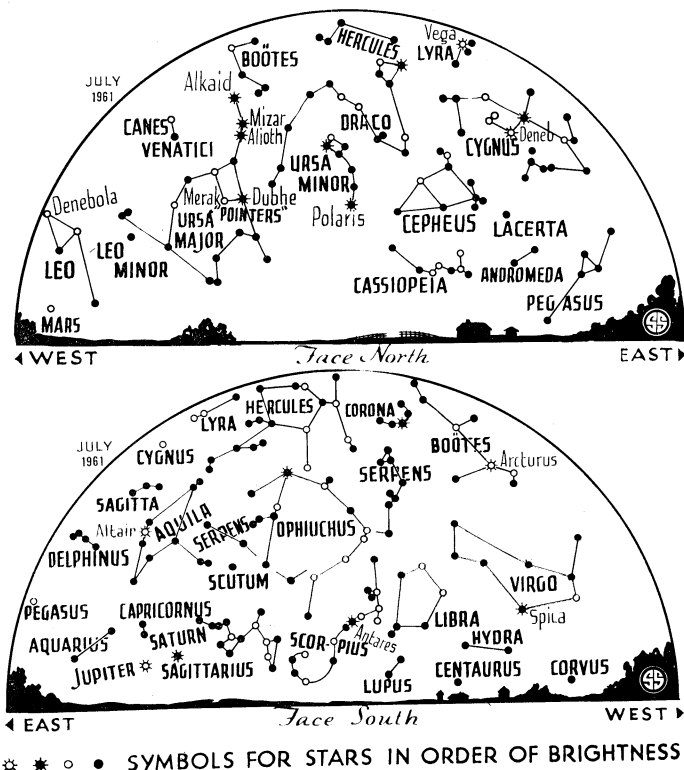 HERCULES
Vega
LYRA
BOÖTES
JULY
1961
Alkaid
CANES
VENATICI
Mizar
Alioth
DRACO
CYGNUS
Deneb
URSA
MINOR
Denebola
Merak
Dubhe
"POINTERS"
URSA
MAJOR
Polaris
CEPHEUS
LACERTA
LEO
LEO
MINOR
CASSIOPEIA
ANDROMEDA
PEGASUS
MARS
WEST
Face North
EAST
HERCULES
LYRA
CORONA
BOÖTES
JULY
1961
CYGNUS
Arcturus
SERPENS
SAGITTA
Altair
AQUILA
SERPENS
OPHIUCHUS
DELPHINUS
SCUTUM
VIRGO
PEGASUS
CAPRICORNUS
LIBRA
Spica
AQUARIUS
SATURN
SCORPIUS
Antares
HYDRA
JUPITER
SAGITTARIUS
LUPUS
CENTAURUS
CORVUS
EAST
Face South
WEST
SYMBOLS FOR STARS IN ORDER OF BRIGHTNESS